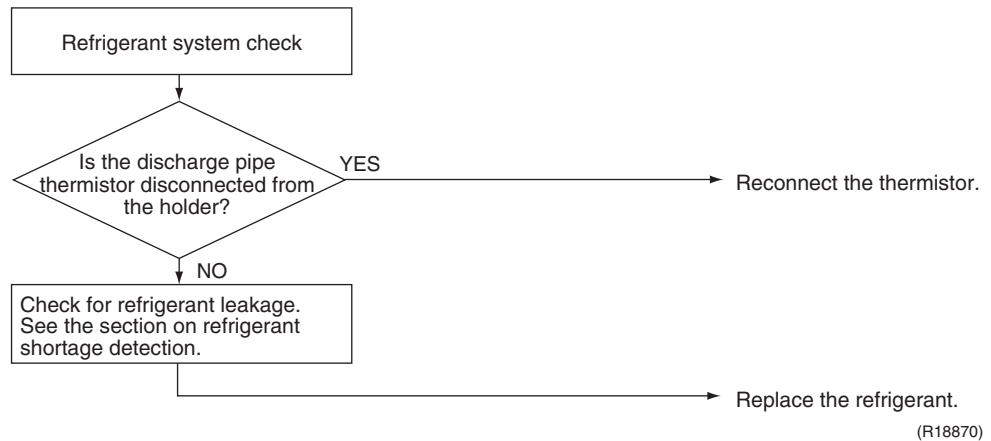 Refrigerant system check
Is the discharge pipe
thermistor disconnected from
the holder?
YES
Reconnect the thermistor.
NO
Check for refrigerant leakage.
See the section on refrigerant
shortage detection.
Replace the refrigerant.
(R18870)